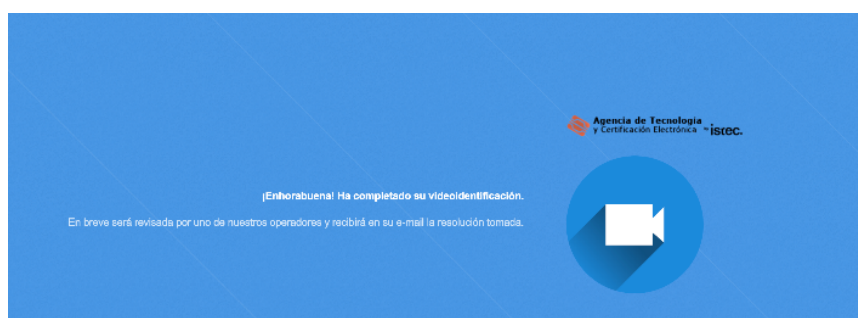 Agencia de Tecnología
y Certificación Electrónica by istec.
¡Enhorabuena! Ha completado su videoidentificación.
En breve será revisada por uno de nuestros operadores y recibirá en su e-mail la resolución tomada.